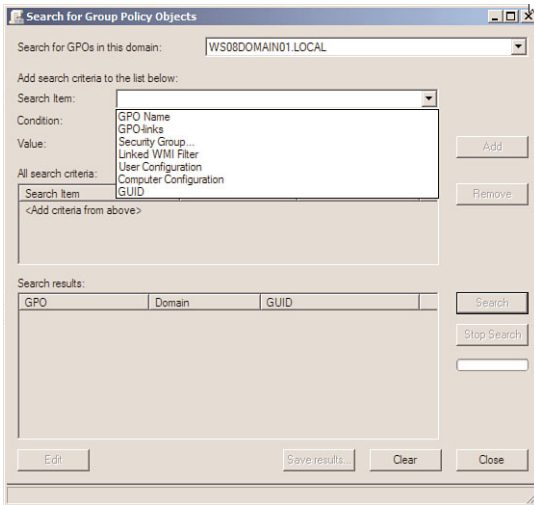 Search for Group Policy Objects
Search for GPOs in this domain: WS08DOMAIN01.LOCAL
Add search criteria to the list below:
Search Item:
Condition:
Value:
GPO Name
GPO-links
Security Group...
Linked WMI Filter
User Configuration
Computer Configuration
GUID
Add
All search criteria:
Search Item
Remove
<Add criteria from above>
Search results:
GPO Domain GUID
Search
Stop Search
Edit Save results... Clear Close